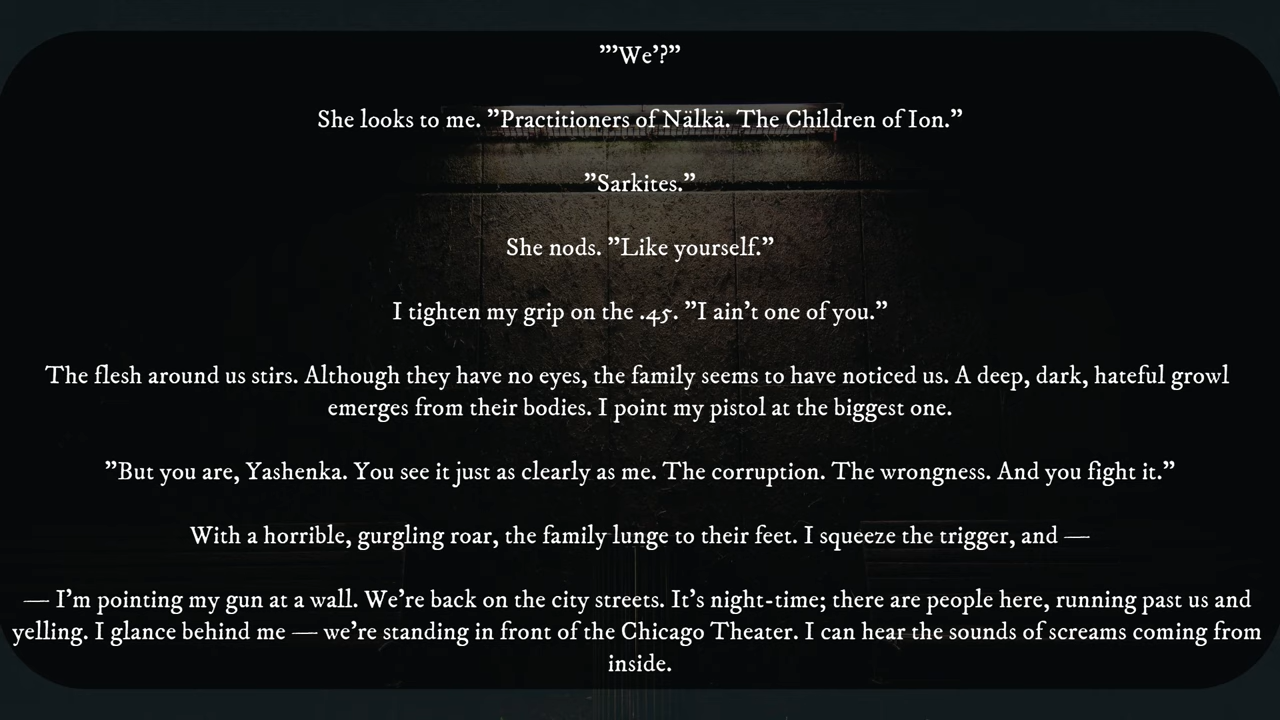 ”’We’?”
She looks to me. ”Practitioners of Nälkä. The Children of Ion.”
”Sarkites.”
She nods. ”Like yourself.”
I tighten my grip on the .45. ”I ain’t one of you.”
The flesh around us stirs. Although they have no eyes, the family seems to have noticed us. A deep, dark, hateful growl
emerges from their bodies. I point my pistol at the biggest one.
”But you are, Yashenka. You see it just as clearly as me. The corruption. The wrongness. And you fight it.”
With a horrible, gurgling roar, the family lunge to their feet. I squeeze the trigger, and —
— I’m pointing my gun at a wall. We’re back on the city streets. It’s night-time; there are people here, running past us and
yelling. I glance behind me — we’re standing in front of the Chicago Theater. I can hear the sounds of screams coming from
inside.